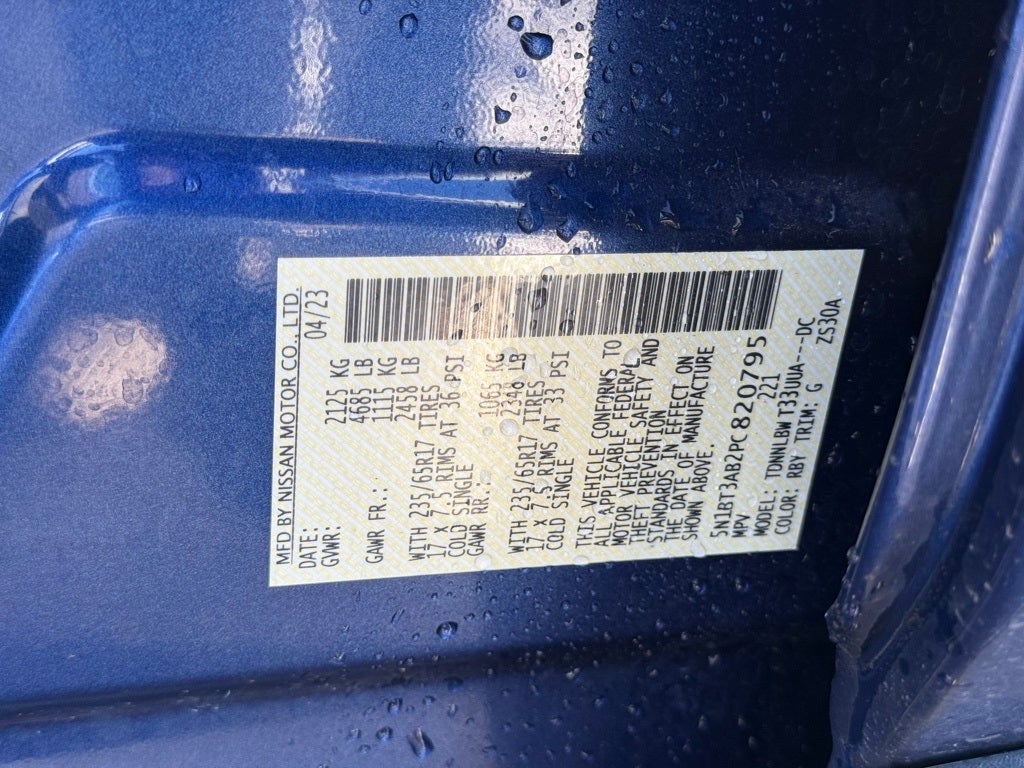 MFD BY NISSAN MOTOR CO.,LTD.
DATE: 04/23
GVWR: 2125 KG
4685 LB
GAWR FR.: 1115 KG
2458 LB
WITH 235/65R17 TIRES
17 X 7.5 RIMS AT 36 PSI
COLD SINGLE
GAWR RR.: 1065 KG
2348 LB
WITH 235/65R17 TIRES
17 X 7.5 RIMS AT 33 PSI
COLD SINGLE
THIS VEHICLE CONFORMS TO
ALL APPLICABLE FEDERAL
MOTOR VEHICLE SAFETY AND
THEFT PREVENTION
STANDARDS IN EFFECT ON
THE DATE OF MANUFACTURE
SHOWN ABOVE.
5N1BT3AB2PC820795
MPV 221
MODEL: TDNNLBW T33UUA---DC
COLOR: RBY TRIM: G ZS30A